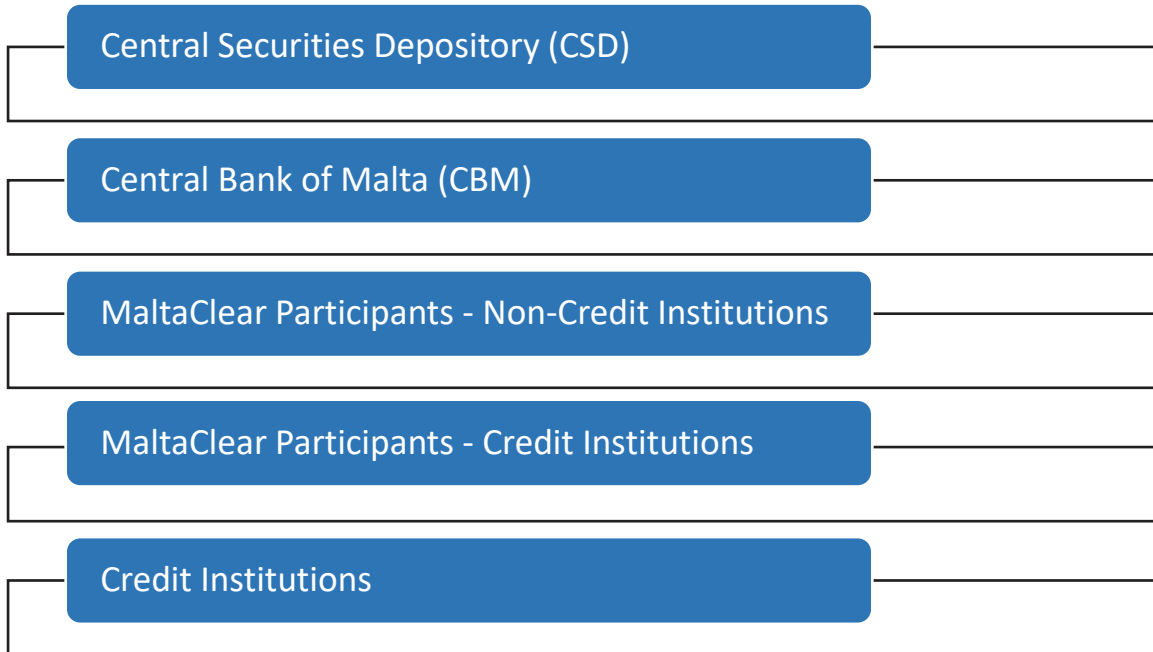 Central Securities Depository (CSD)
Central Bank of Malta (CBM)
MaltaClear Participants - Non-Credit Institutions
MaltaClear Participants - Credit Institutions
Credit Institutions